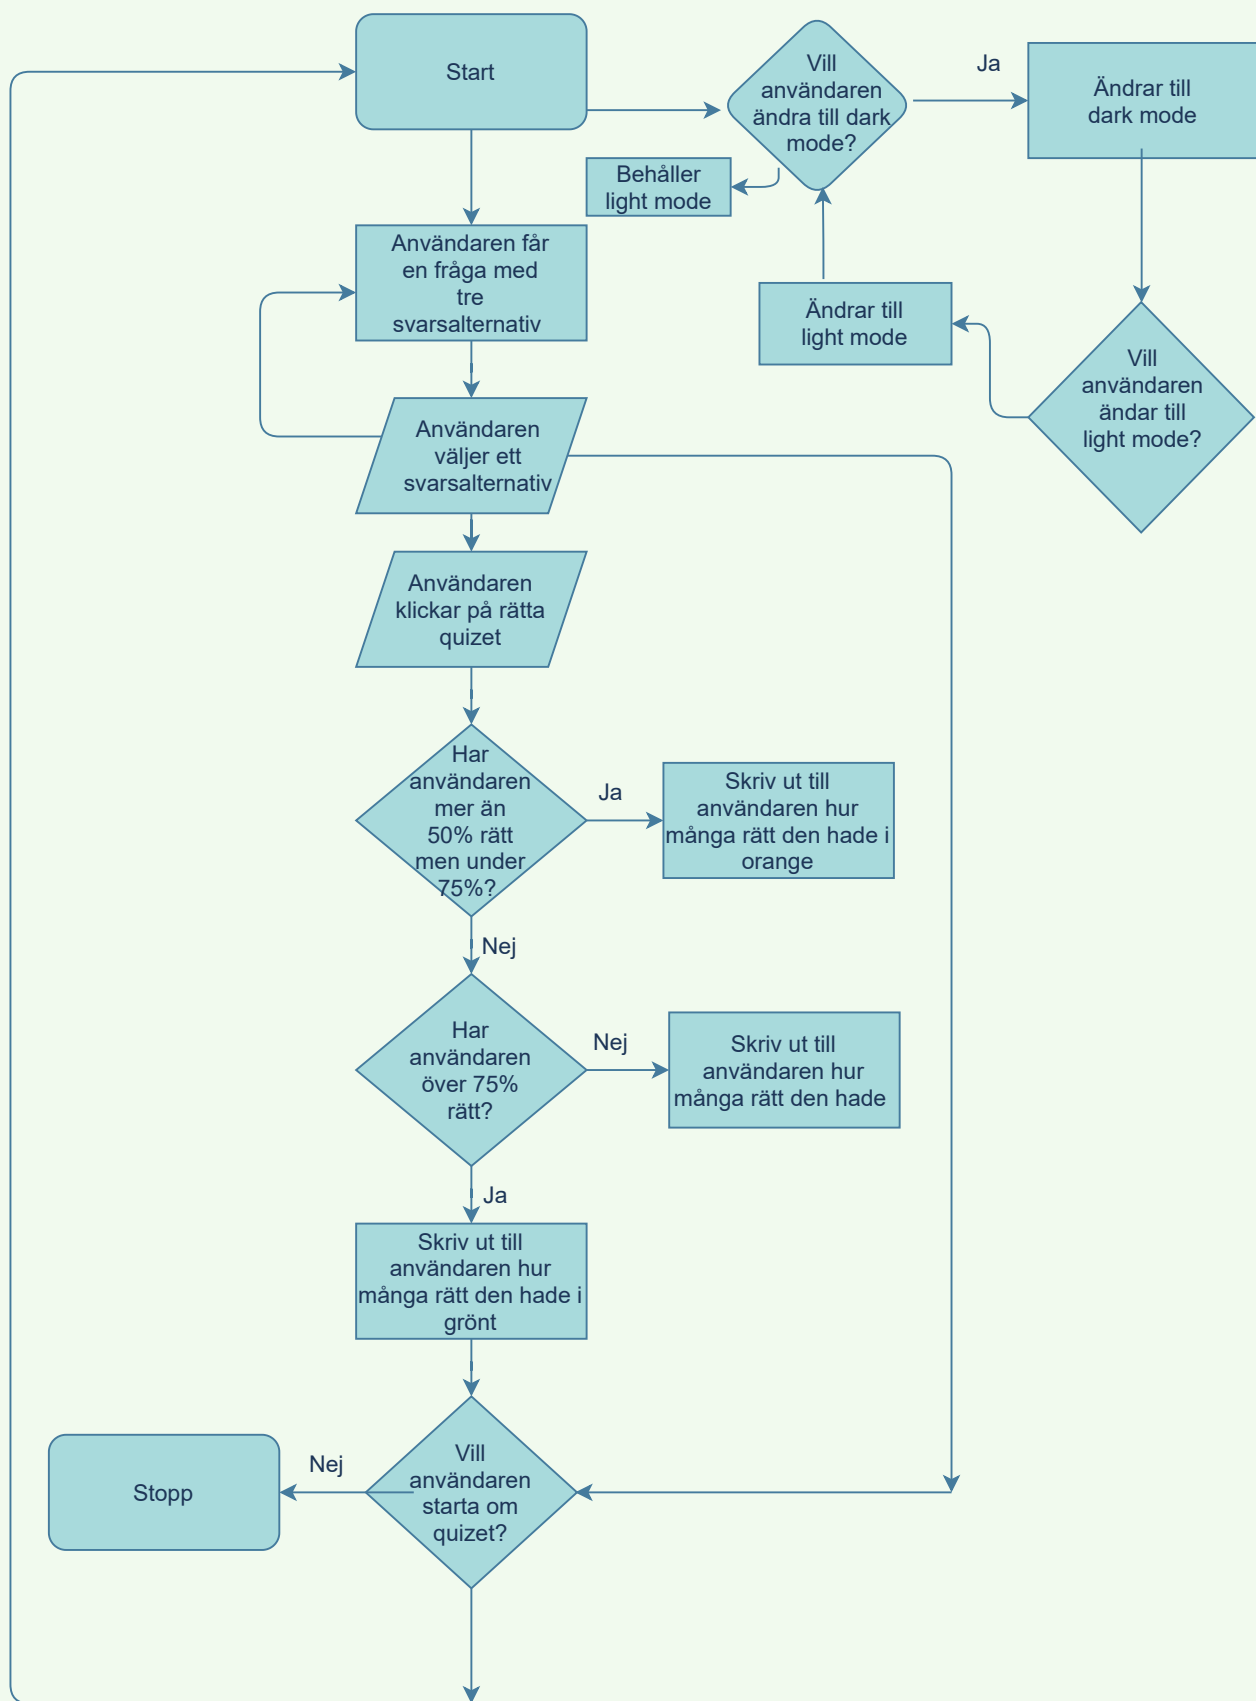 Start
Vill
användaren
ändra till dark
mode?
Ja
Ändrar till
dark mode
Behåller
light mode
Användaren får
en fråga med
tre
svarsalternativ
Ändrar till
light mode
Vill
användaren
ändar till
light mode?
Användaren
väljer ett
svarsalternativ
Användaren
klickar på rätta
quizet
Har
användaren
mer än
50% rätt
men under
75%?
Ja
Skriv ut till
användaren hur
många rätt den hade i
orange
Nej
Har
användaren
över 75%
rätt?
Nej
Skriv ut till
användaren hur
många rätt den hade
Ja
Skriv ut till
användaren hur
många rätt den hade i
grönt
Vill
användaren
starta om
quizet?
Nej
Stopp